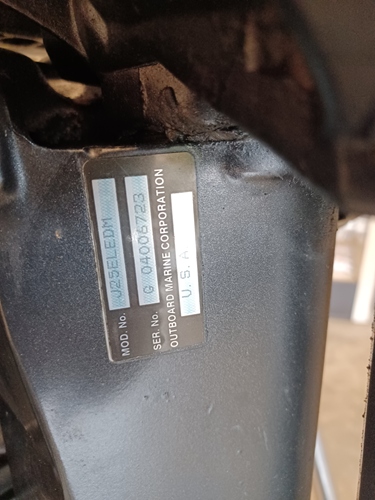 MOD. No. J25ELEDM
SER. No. G 04006723
OUTBOARD MARINE CORPORATION
U. S. A